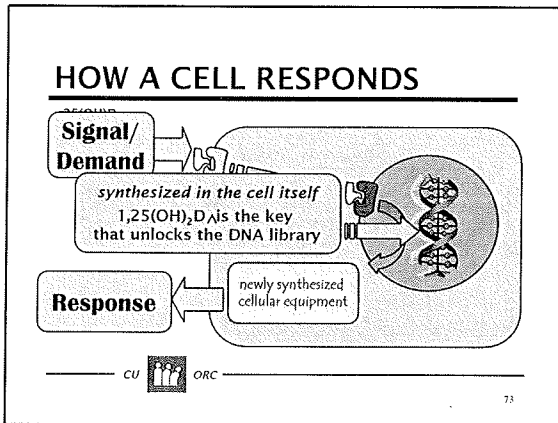 HOW A CELL RESPONDS
Signal/
Demand
synthesized in the cell itself
1,25(OH)₂D is the key
that unlocks the DNA library
Response
newly synthesized
cellular equipment
CU ORC
73